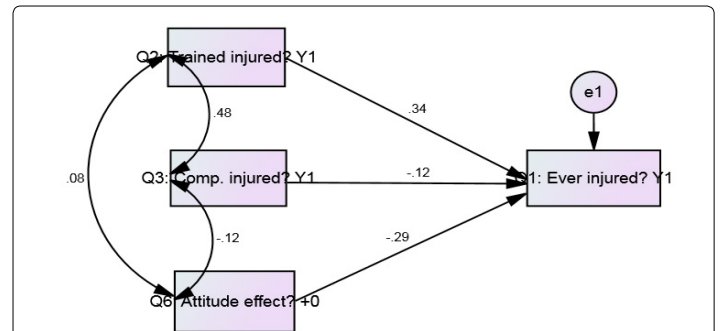 Q2: Trained injured? Y1
.34
e1
.48
.08
Q3: Comp. injured? Y1
-.12
Q1: Ever injured? Y1
-.12
-.29
Q6: Attitude effect? +0